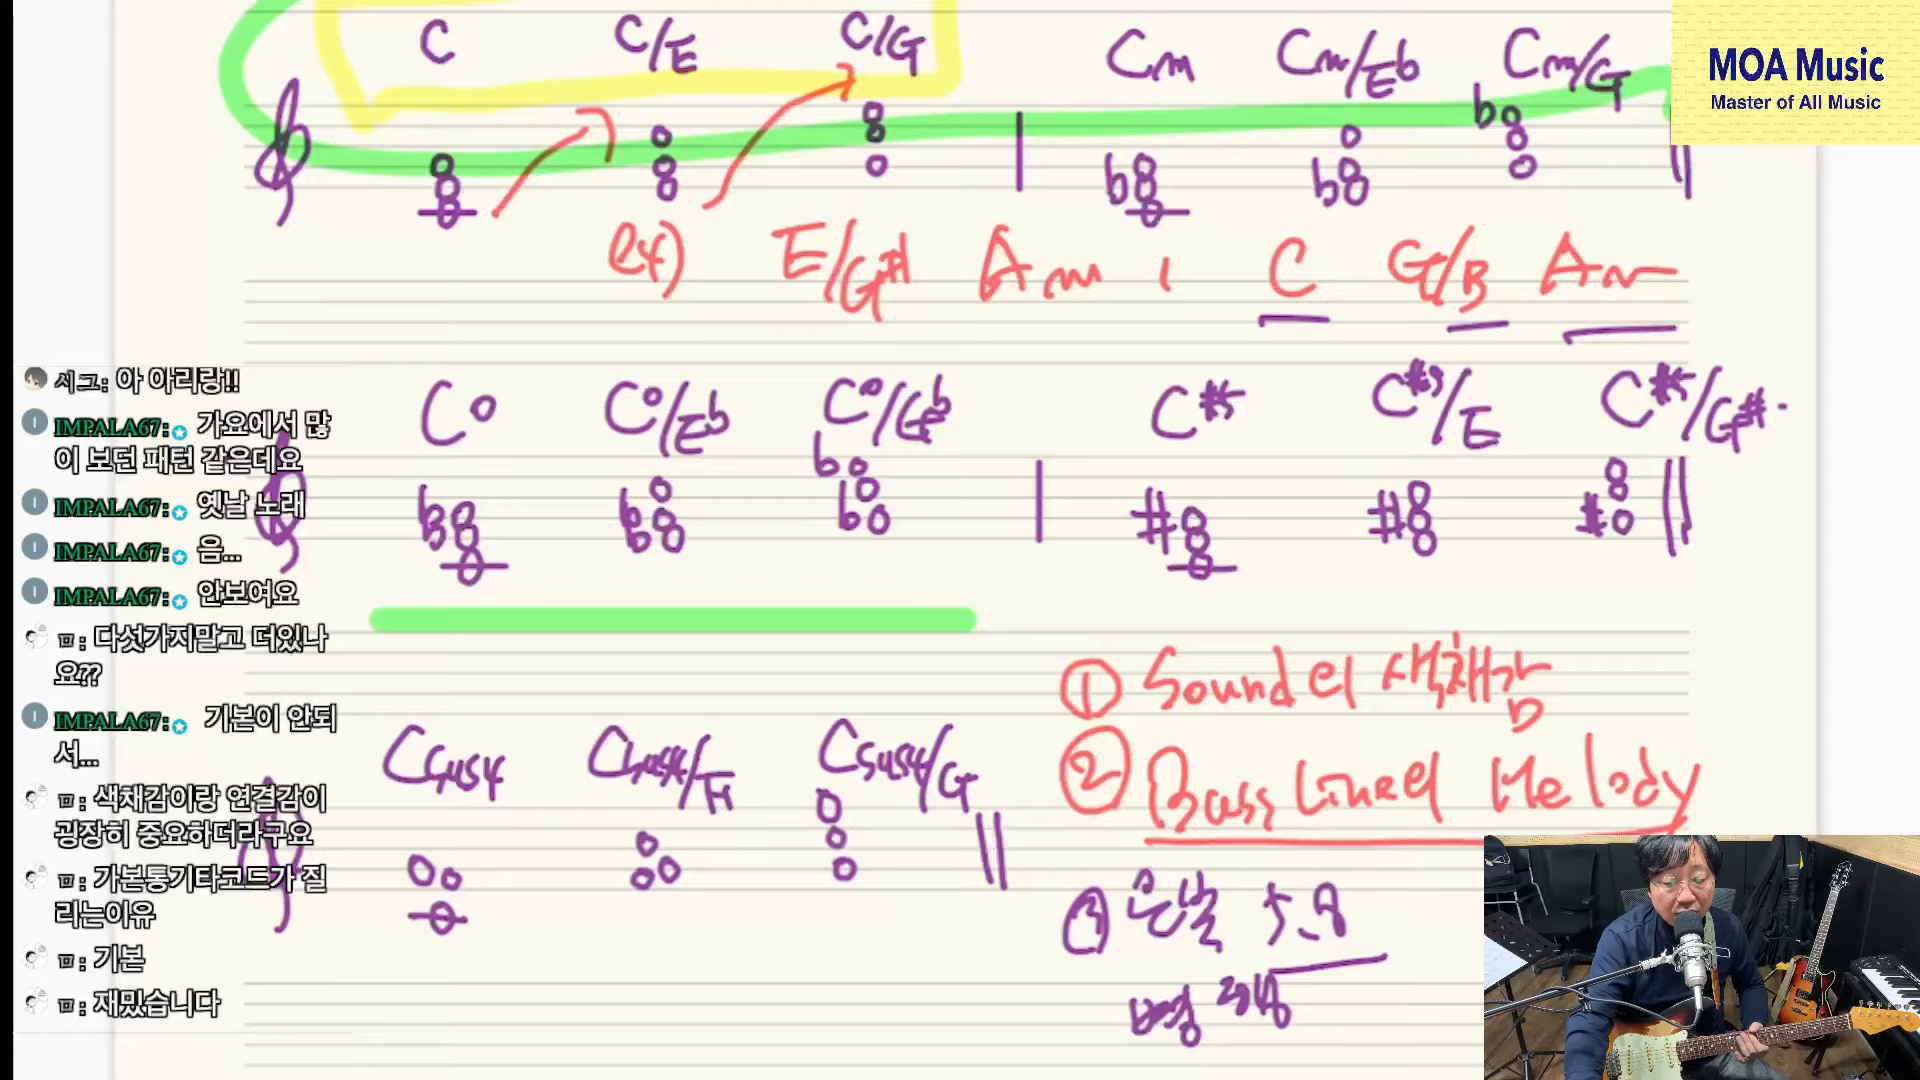 C C/E C/G Cm Cm/Eb Cm/G
MOA Music
Master of All Music
b b b
E/G# Am , C G/B Am
C° C°/Eb C°/Gb C#5 C#5/E C#5/G#
b b b b b b # # #
Csus4 Csus4/F Csus4/G
① Sound의 색채감
② Bass Line의 Melody
③
세그: 아 아리랑!!
IMPALA67: 가요에서 많
이 보던 패턴 같은데요
IMPALA67: 옛날 노래
IMPALA67: 음...
IMPALA67: 안보여요
ㅁ: 다섯가지말고 더있나
요??
IMPALA67: 기본이 안되
서...
ㅁ: 색채감이랑 연결감이
굉장히 중요하더라구요
ㅁ: 가본통기타코드가 질
리는이유
ㅁ: 기본
ㅁ: 재밌습니다